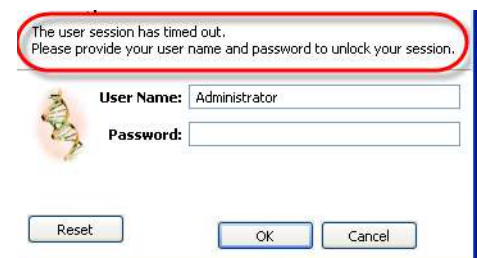 The user session has timed out.
Please provide your user name and password to unlock your session.
User Name: Administrator
Password:
Reset OK Cancel